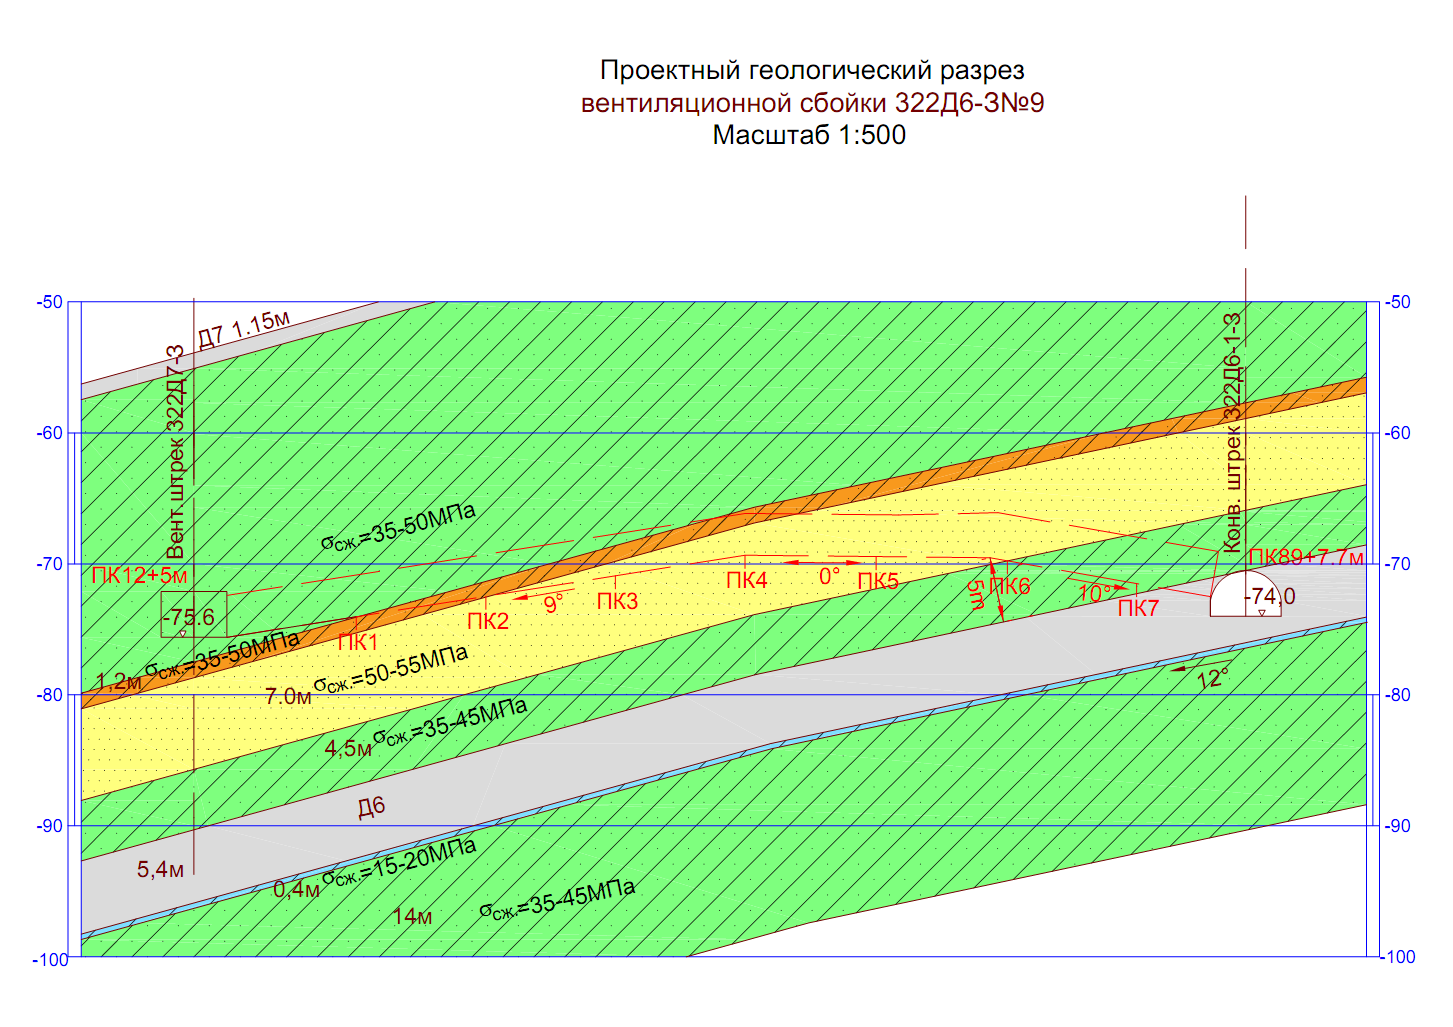 Проектный геологический разрез
вентиляционной сбойки 322Д6-3№9
Масштаб 1:500
-50
-50
Д7 1.15м
Вент.штрек 322Д7-3
Конв. штрек 322Д6-1-3
-60
-60
σсж.=35-50МПа
-70
-70
ПК12+5м
ПК89+7.7м
-75.6
-74,0
ПК1
ПК2
9°
ПК3
ПК4
0°
ПК5
5m
ПК6
10°
ПК7
12°
1,2м
σсж.=35-50МПа
7.0м
σсж.=50-55МПа
-80
-80
4,5м
σсж.=35-45МПа
Д6
-90
-90
5,4м
0,4м
σсж.=15-20МПа
14м
σсж.=35-45МПа
-100
-100